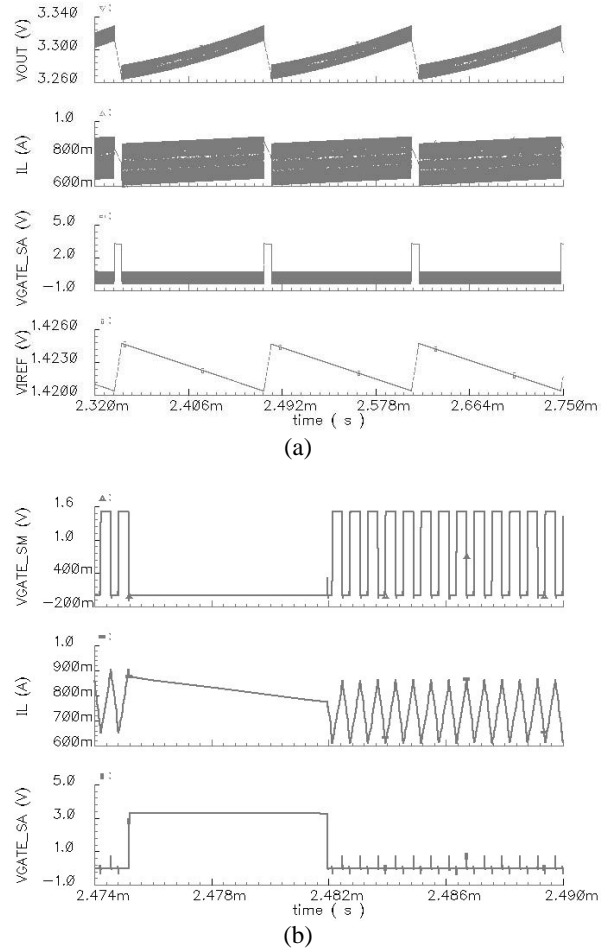 VOUT (V)
3.340
3.300
3.260
IL (A)
1.0
800m
600m
VGATE_SA (V)
5.0
2.0
-1.0
VIREF (V)
1.4260
1.4230
1.4200
2.320m 2.406m 2.492m 2.578m 2.664m 2.750m
time ( s )
(a)
VGATE_SM (V)
1.6
1.0
400m
-200m
IL (A)
1.0
900m
800m
700m
600m
VGATE_SA (V)
5.0
3.0
1.0
-1.0
2.474m 2.478m 2.482m 2.486m 2.490m
time ( s )
(b)